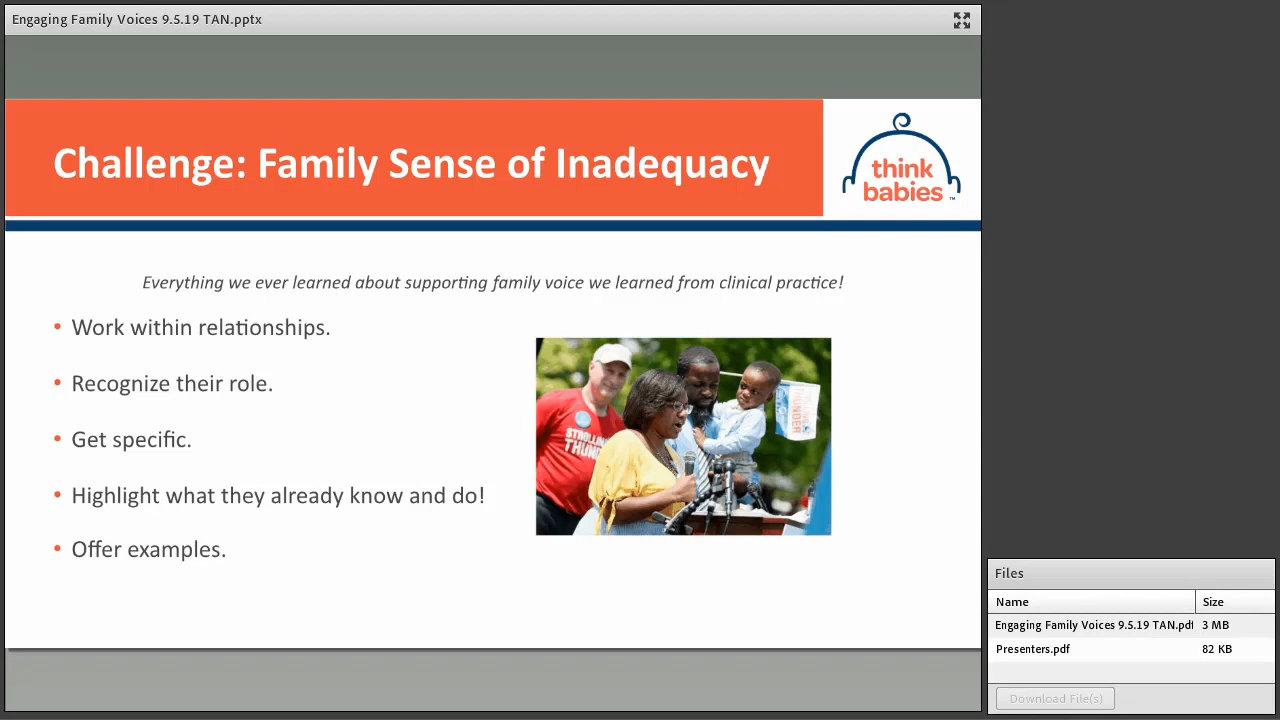 Engaging Family Voices 9.5.19 TAN.pptx
Challenge: Family Sense of Inadequacy
think
babies ™
Everything we ever learned about supporting family voice we learned from clinical practice!
• Work within relationships.
• Recognize their role.
• Get specific.
• Highlight what they already know and do!
• Offer examples.
THUNDER
Files
Name Size
Engaging Family Voices 9.5.19 TAN.pdf 3 MB
Presenters.pdf 82 KB
Download File(s)